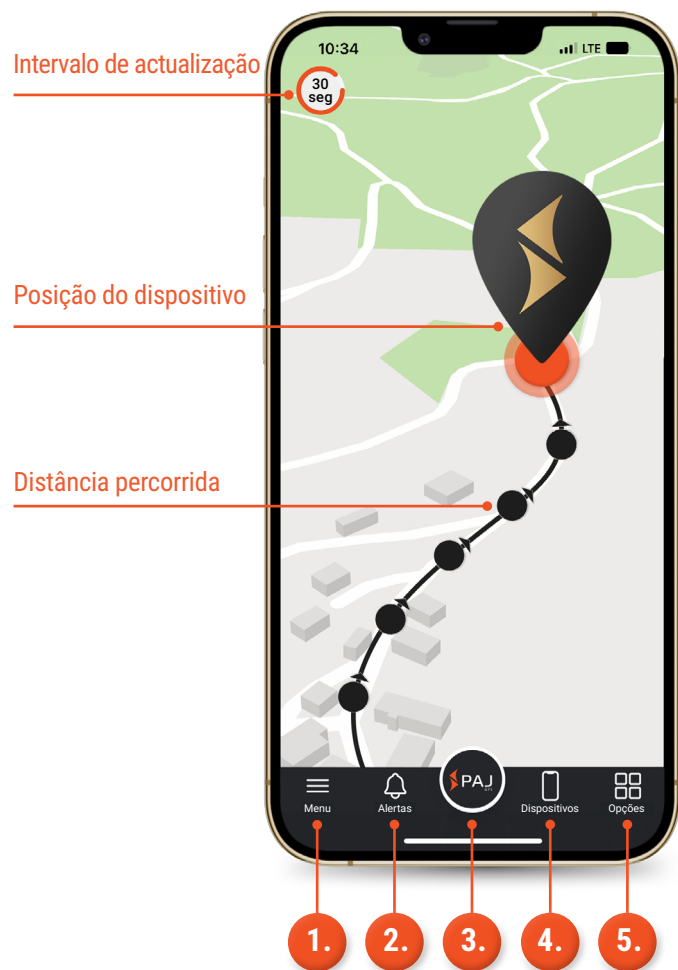 10:34
LTE
Intervalo de actualização
30
seg
Posição do dispositivo
Distância percorrida
PAJ
Menu
Alertas
Dispositivos
Opções
1.
2.
3.
4.
5.